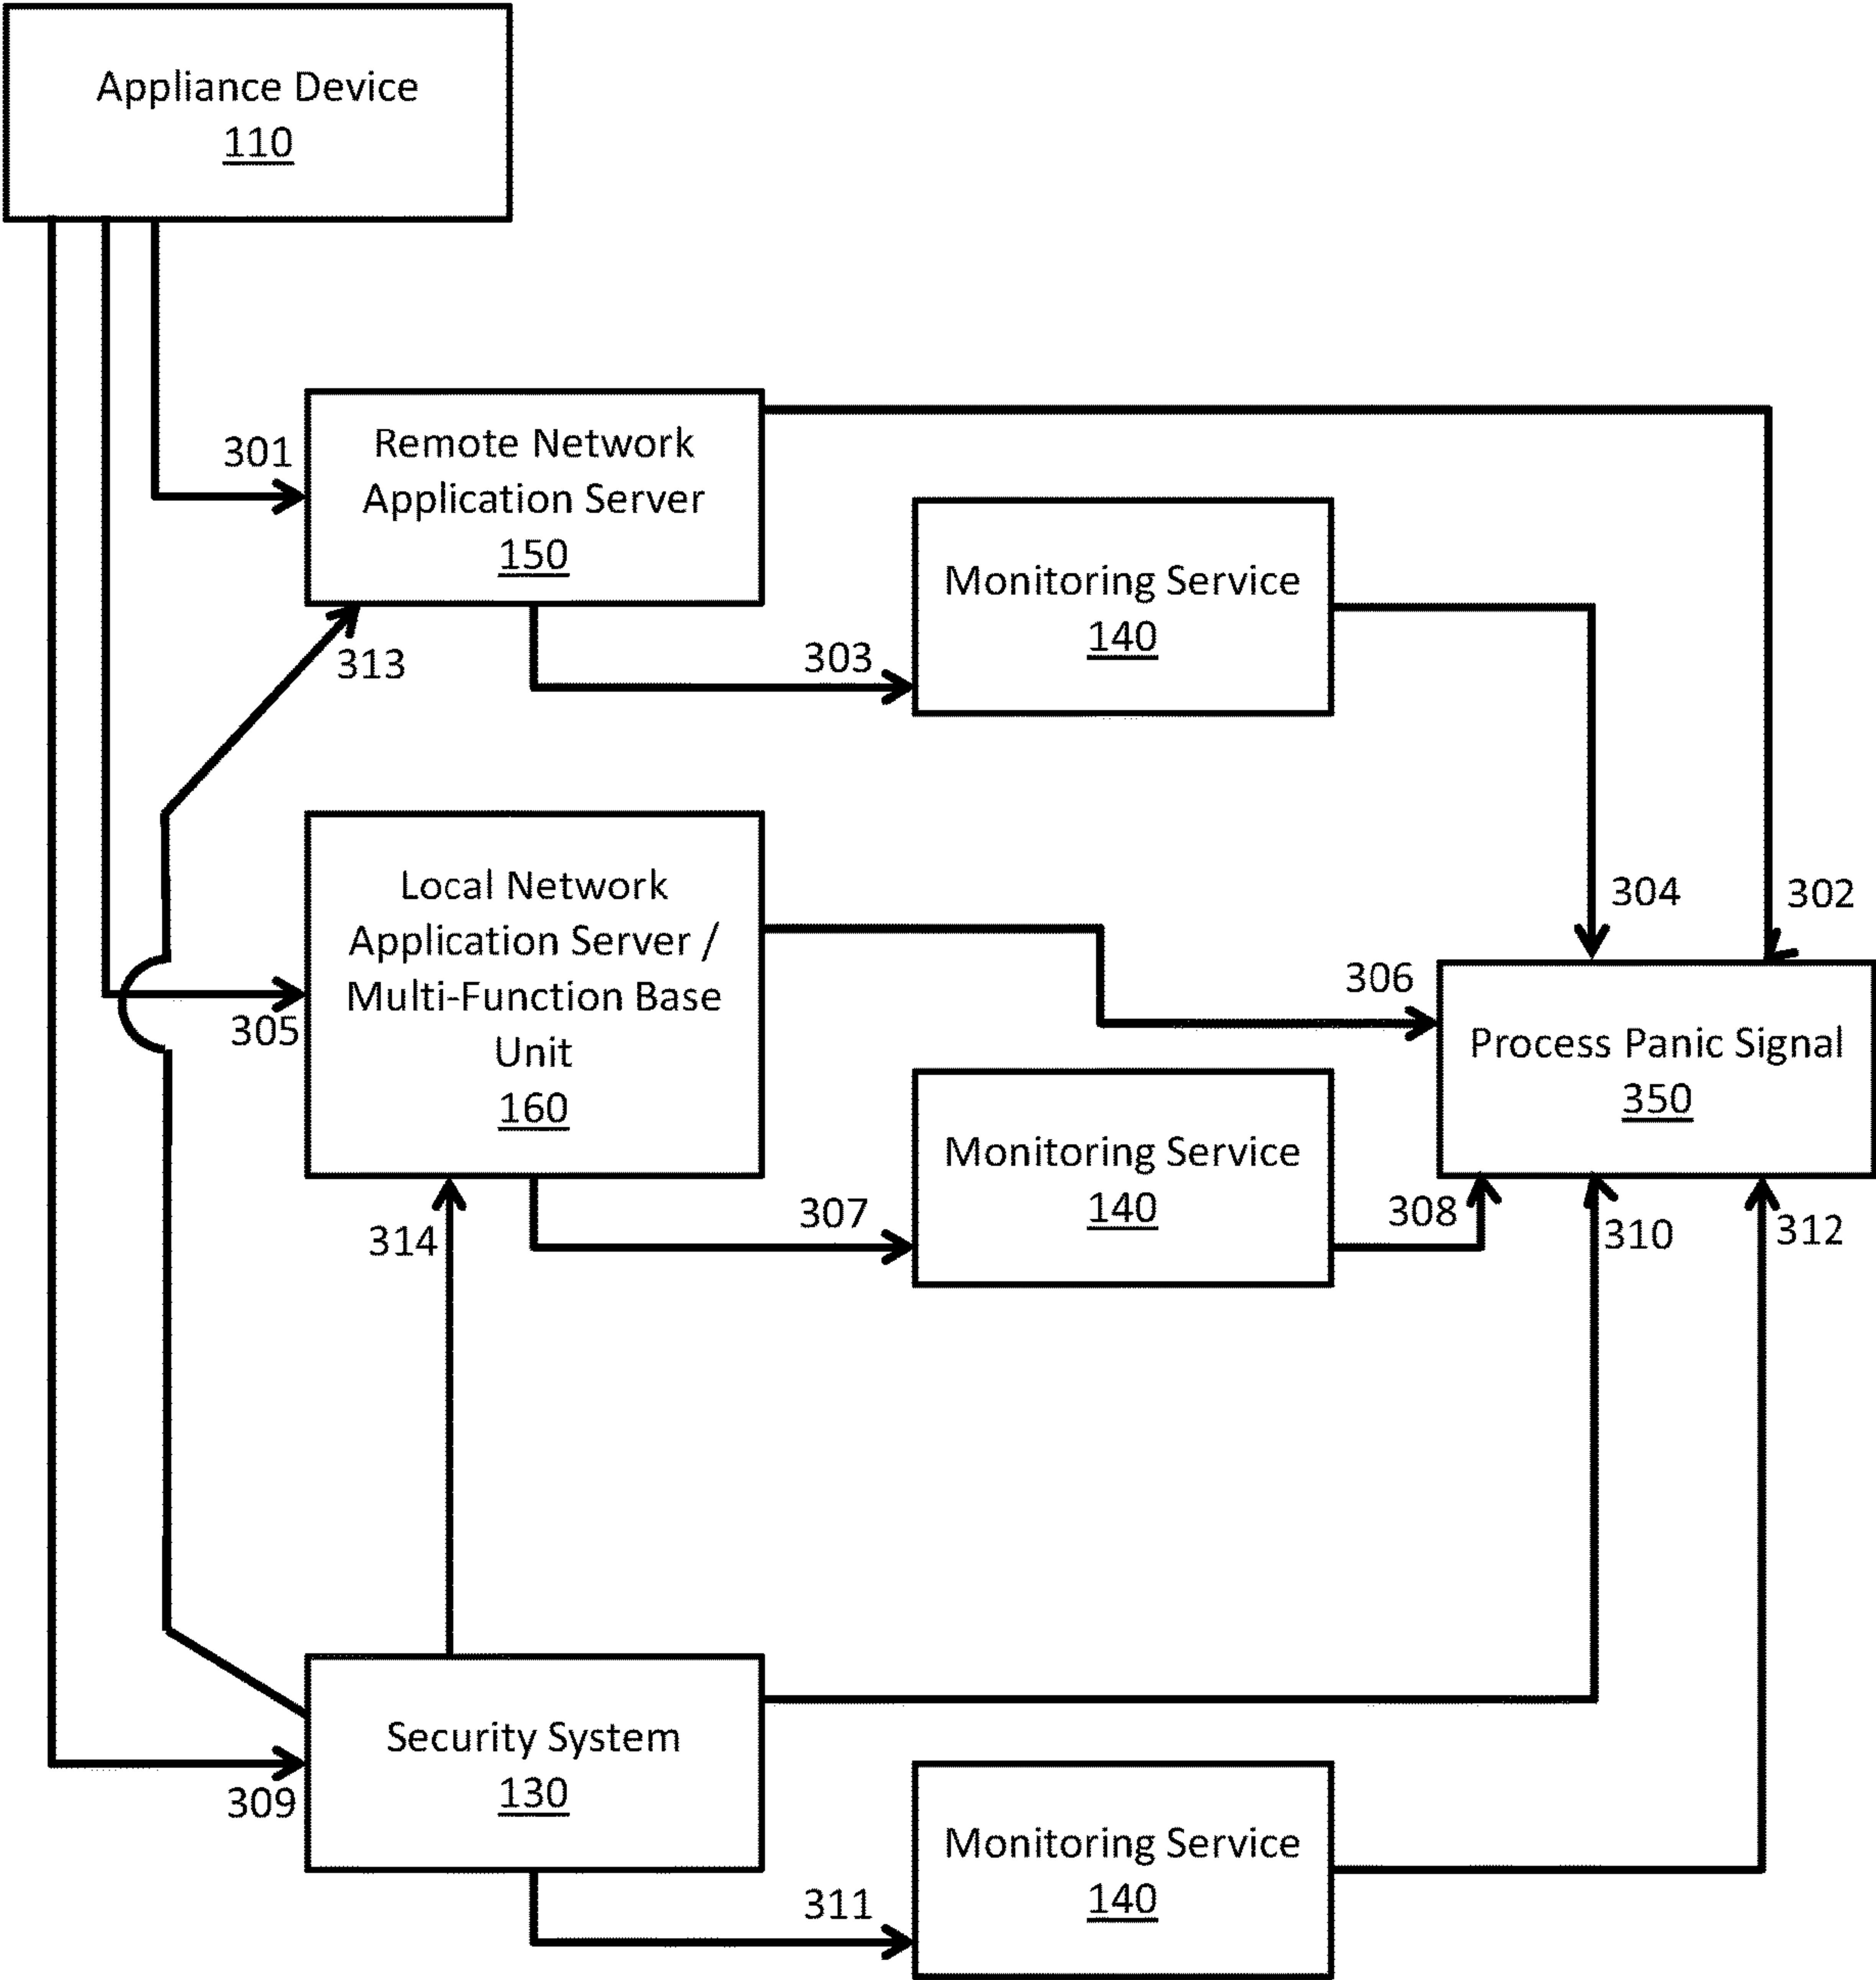 Appliance Device
110
301
Remote Network
Application Server
150
313
303
Monitoring Service
140
304
302
Local Network
Application Server /
Multi-Function Base
Unit
160
305
306
Process Panic Signal
350
314
307
Monitoring Service
140
308
310
312
Security System
130
309
311
Monitoring Service
140